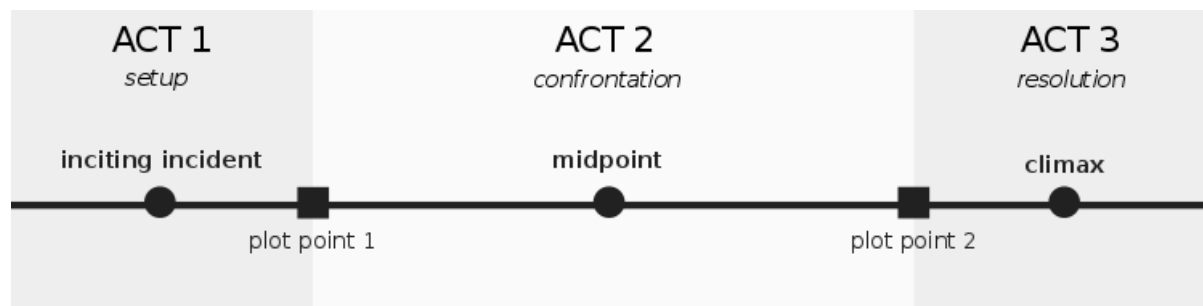 ACT 1
setup
ACT 2
confrontation
ACT 3
resolution
inciting incident
midpoint
climax
plot point 1
plot point 2